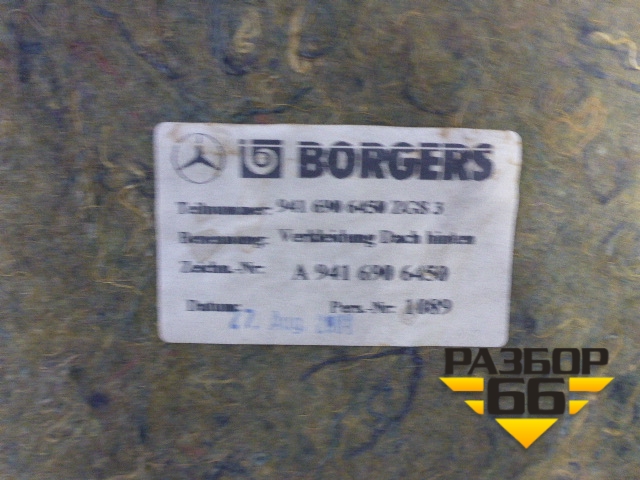 BORGERS
Teilnummer: 941 690 6450 ZGS 3
Benennung: Verkleidung Dach hinten
Zeichn.-Nr. A 941 690 6450
Datum: Pers.-Nr. 1089
27. Aug.
РАЗБОР
66